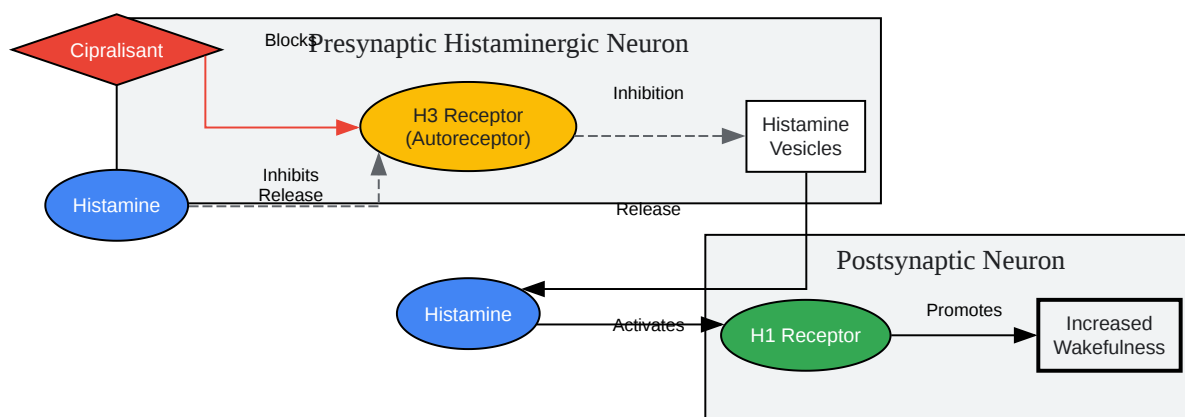 Cipralisant
Blocks
Presynaptic Histaminergic Neuron
H3 Receptor
(Autoreceptor)
Inhibition
Histamine
Vesicles
Inhibits
Release
Histamine
Release
Postsynaptic Neuron
Histamine
Activates
H1 Receptor
Promotes
Increased
Wakefulness